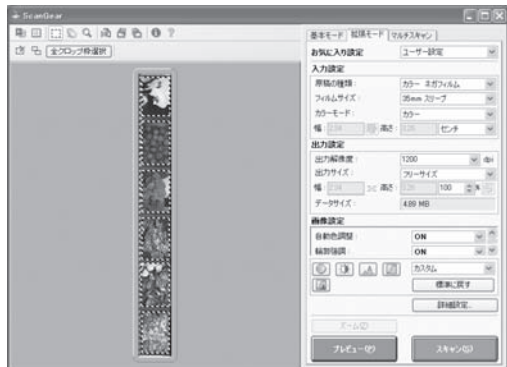 ScanGear
全クロップ枠選択
基本モード 拡張モード マルチスキャン
お気に入り設定 ユーザー設定
入力設定
原稿の種類: カラー ネガフィルム
フィルムサイズ: 35mm スリーブ
カラーモード: カラー
幅: 高さ: センチ
出力設定
出力解像度: 1200 dpi
出力サイズ: フリーサイズ
幅: 高さ: 100 %
データサイズ: 4.89 MB
画像設定
自動色調整: ON
輪郭強調: ON
カスタム
標準に戻す
詳細設定...
ズーム(Z)
プレビュー(P) スキャン(S)